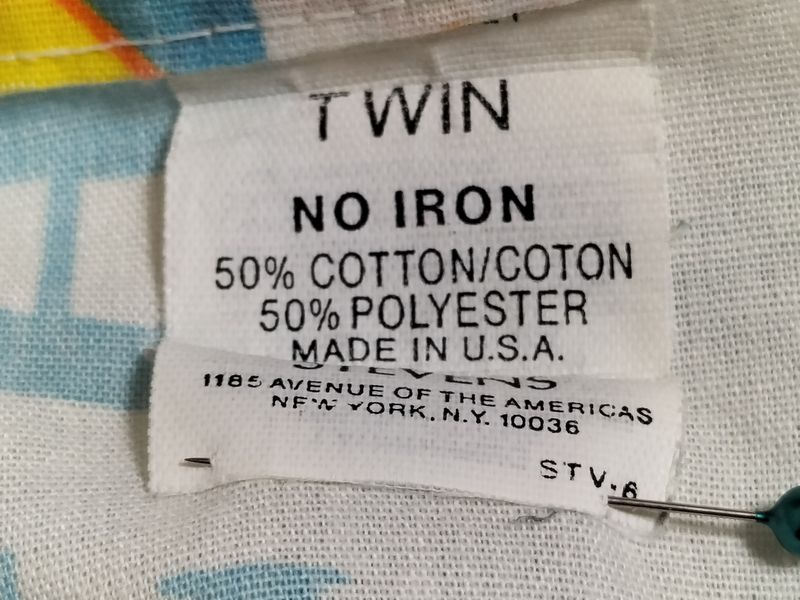 TWIN
NO IRON
50% COTTON/COTON
50% POLYESTER
MADE IN U.S.A.
STEVENS
1185 AVENUE OF THE AMERICAS
NEW YORK, N.Y. 10036
STV-6